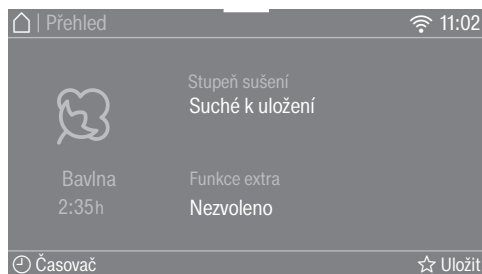 Přehled 11:02
Stupeň sušení
Suché k uložení
Bavlna
2:35h
Funkce extra
Nezvoleno
Časovač Uložit